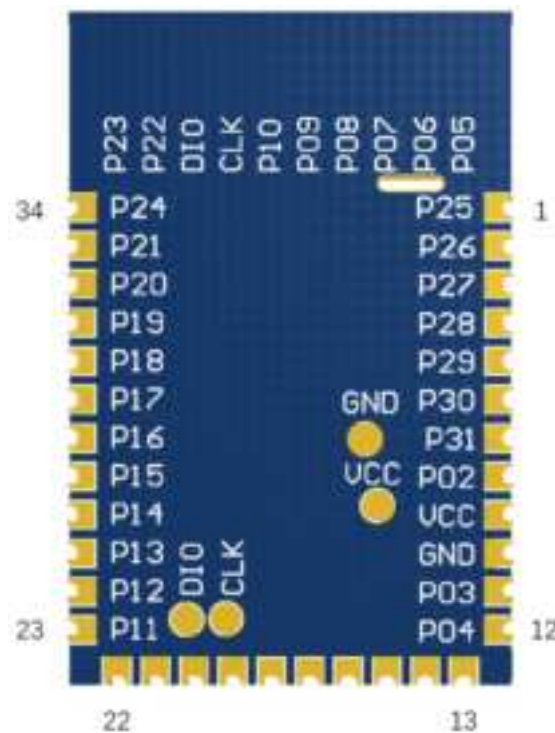 P23 P22 DIO CLK P10 P09 P08 P07 P06 P05
34 P24 P25 1
P21 P26
P20 P27
P19 P28
P18 P29
P17 GND P30
P16 P31
P15 VCC P02
P14 VCC
P13 GND
P12 DIO CLK P03
23 P11 P04 12
22 13